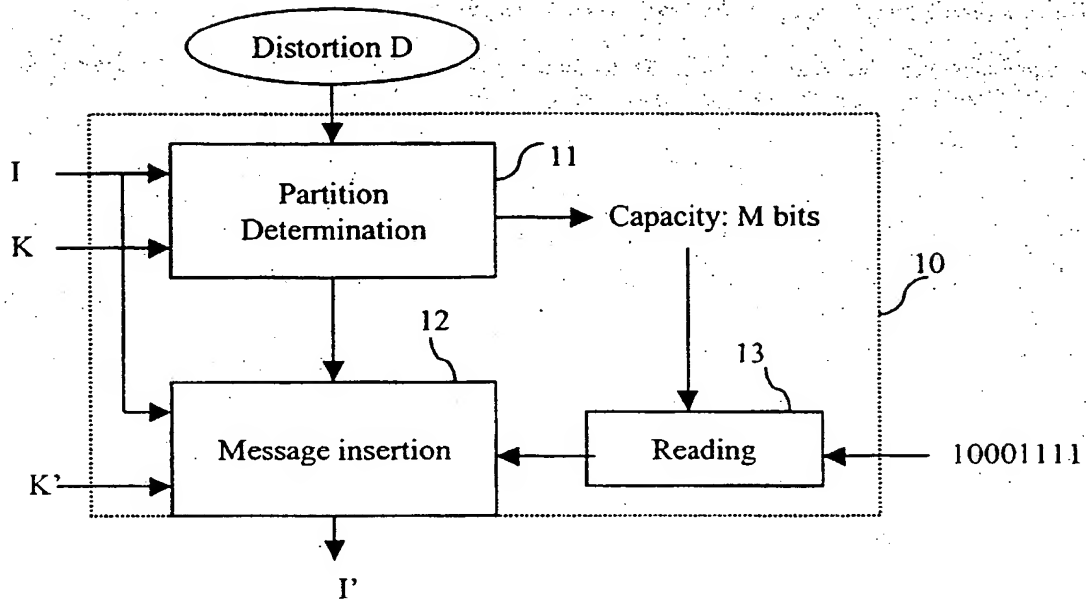 Distortion D
I
11
Partition
Determination
Capacity: M bits
K
10
12
13
Message insertion
Reading
10001111
K’
I’